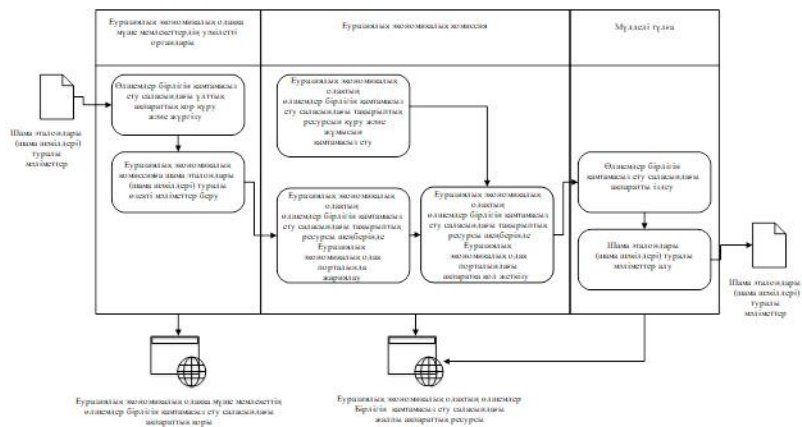 Еуразиялық экономикалық одаққа
мүше мемлекеттердің уәкілетті
органдары
Еуразиялық экономикалық комиссия
Мүдделі тұлға
Шама эталондары
(шама шкәлдері)
туралы
мәліметтер
Өлшемдер бірлігін қамтамасыз
ету саласындағы ұлттық
ақпараттық қор құру
және жүргізу
Еуразиялық экономикалық
комиссияға шама эталондары
(шама шкәлдері) туралы
өзекті мәліметтер беру
Еуразиялық экономикалық
одақтың
өлшемдер бірлігін қамтамасыз
ету саласындағы тақырыптық
ресурсын құру және
жұмысын
қамтамасыз ету
Еуразиялық экономикалық
одақтың
өлшемдер бірлігін қамтамасыз
ету саласындағы тақырыптық
ресурсы шеңберінде
Еуразиялық
экономикалық одақ
порталында
жариялау
Еуразиялық экономикалық
одақтың
өлшемдер бірлігін қамтамасыз
ету саласындағы тақырыптық
ресурсы шеңберінде
Еуразиялық
экономикалық одақ
порталындағы
ақпаратқа қол жеткізу
Өлшемдер бірлігін
қамтамасыз ету саласындағы
ақпаратты іздеу
Шама эталондары
(шама шкәлдері) туралы
мәліметтер алу
Шама эталондары
(шама шкәлдері)
туралы
мәліметтер
Еуразиялық экономикалық одаққа мүше мемлекеттің
өлшемдер бірлігін қамтамасыз ету саласындағы
ақпараттық қоры
Еуразиялық экономикалық одақтың өлшемдер
Бірлігін қамтамасыз ету саласындағы
жалпы ақпараттық ресурсы